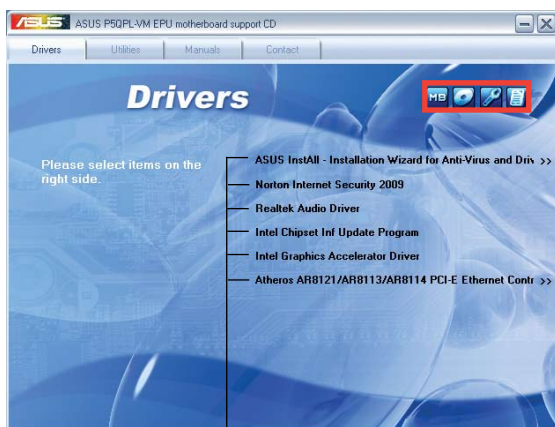 ASUS ASUS P5QPL-VM EPU motherboard support CD
Drivers Utilities Manuals Contact
Drivers
MB
Please select items on the
right side.
ASUS InstAll - Installation Wizard for Anti-Virus and Driv >>
Norton Internet Security 2009
Realtek Audio Driver
Intel Chipset Inf Update Program
Intel Graphics Accelerator Driver
Atheros AR8121/AR8113/AR8114 PCI-E Ethernet Contr >>